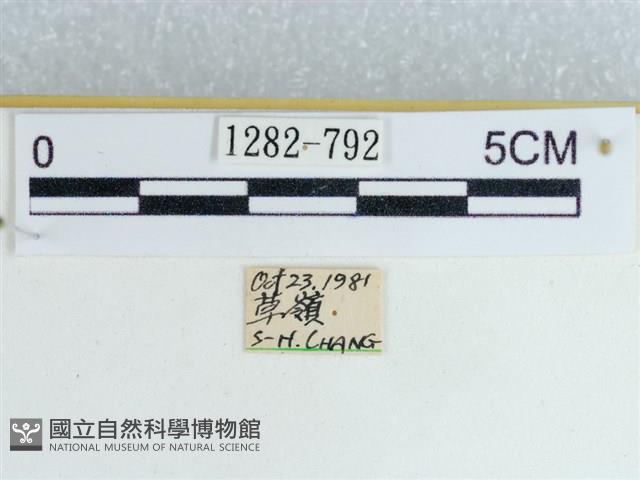 1282-792
0 5CM
Oct 23, 1981
草嶺
S-H. CHANG
國立自然科學博物館
NATIONAL MUSEUM OF NATURAL SCIENCE